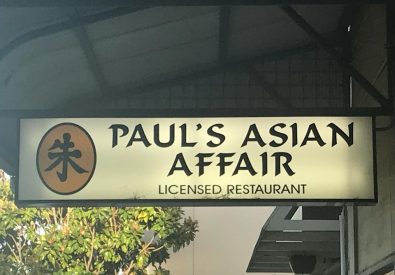 朱
PAUL'S ASIAN
AFFAIR
LICENSED RESTAURANT